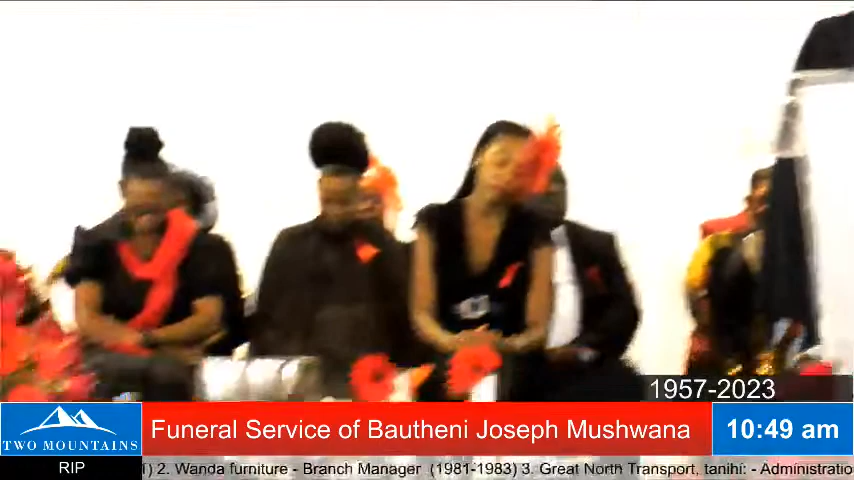 1957-2023
TWO MOUNTAINS
Funeral Service of Bautheni Joseph Mushwana
10:49 am
RIP
2. Wanda furniture - Branch Manager (1981-1983) 3. Great North Transport, tanihi: - Administratio